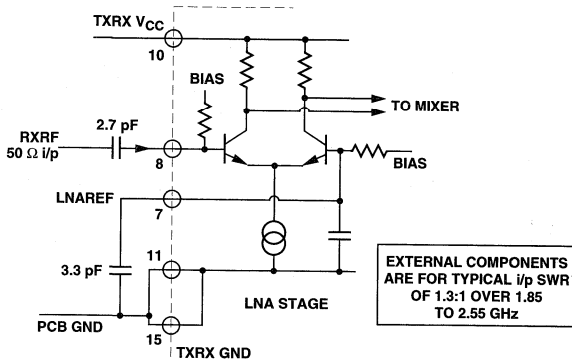 TXRX VCC
10
BIAS
TO MIXER
2.7 pF
RXRF
50 Ω i/p
8
BIAS
LNAREF
7
11
3.3 pF
LNA STAGE
PCB GND
15
TXRX GND
EXTERNAL COMPONENTS
ARE FOR TYPICAL i/p SWR
OF 1.3:1 OVER 1.85
TO 2.55 GHz